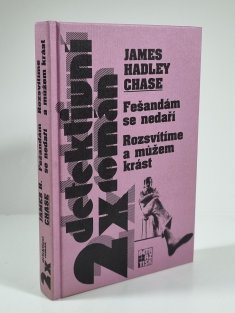 JAMES
HADLEY
CHASE
Fešandám
se nedaří
Rozsvítíme
a můžem
krást
2x
detektivní
román
JAMES H.
CHASE
Fešandám
se nedaří
Rozsvítíme
a můžem krást
2x